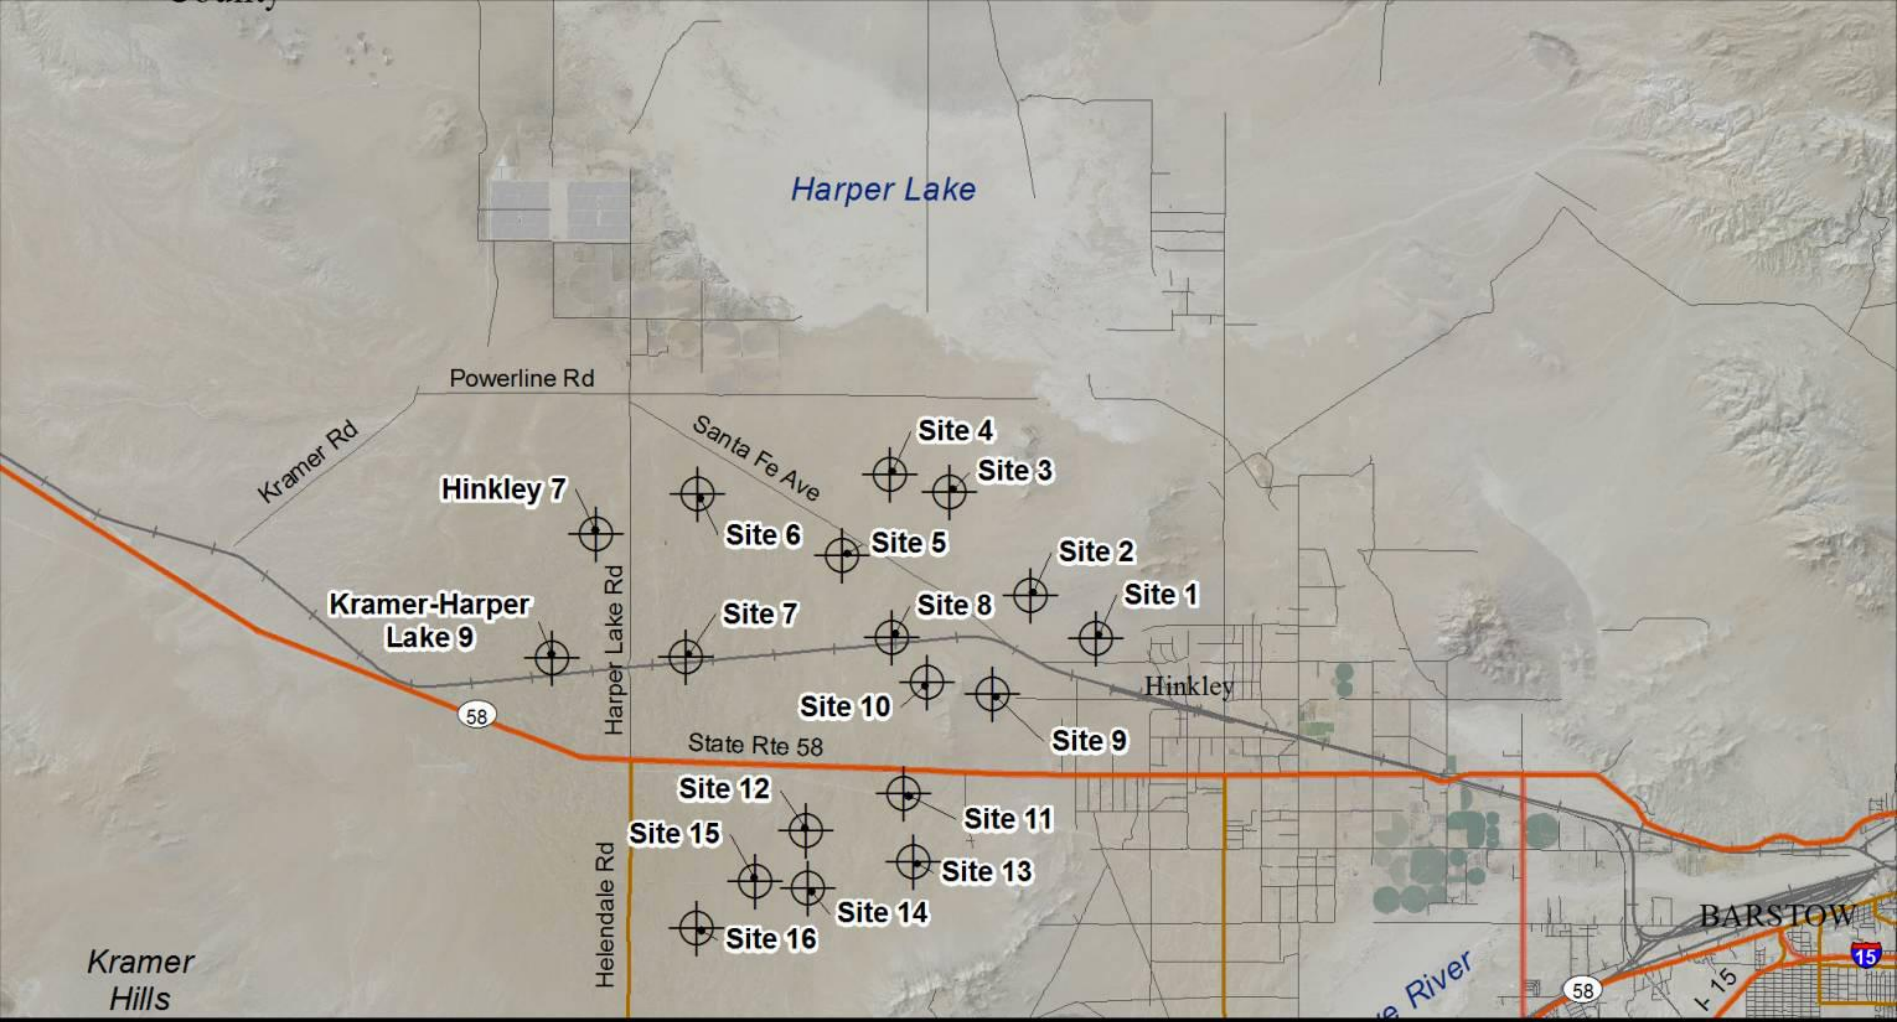 County
Harper Lake
Powerline Rd
Kramer Rd
Santa Fe Ave
Site 4
Site 3
Hinkley 7
Site 6
Site 5
Site 2
Site 1
Kramer-Harper
Lake 9
Harper Lake Rd
Site 7
Site 8
Hinkley
Site 10
Site 9
58
State Rte 58
Site 12
Site 11
Site 15
Site 13
Helendale Rd
Site 14
Site 16
BARSTOW
15
Kramer
Hills
River
58
I-15